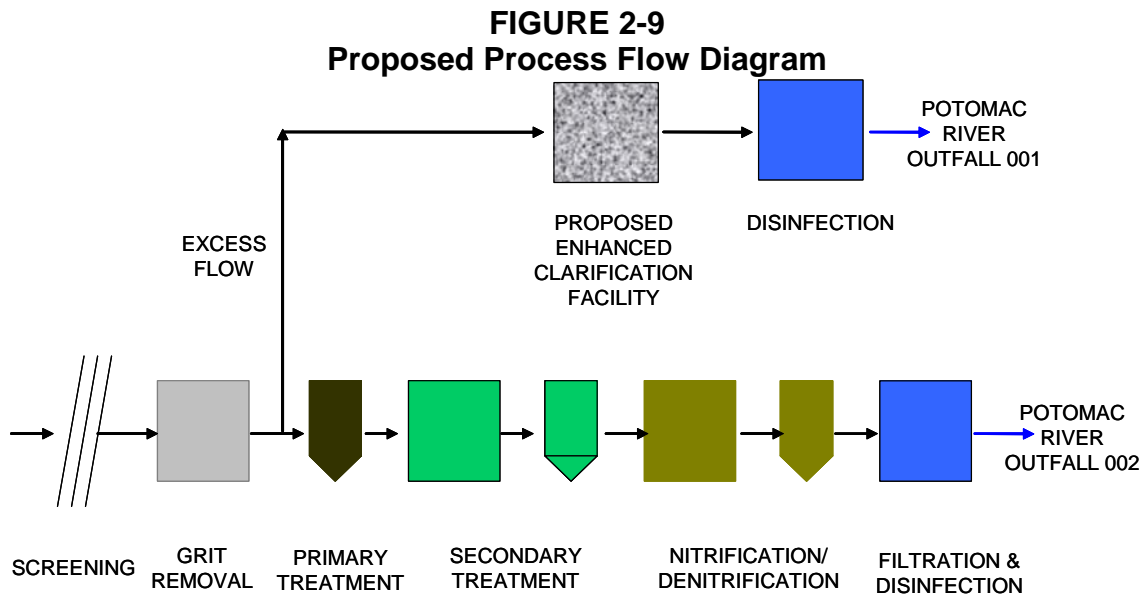 FIGURE 2-9
Proposed Process Flow Diagram
POTOMAC
RIVER
OUTFALL 001
PROPOSED
ENHANCED
CLARIFICATION
FACILITY
DISINFECTION
EXCESS
FLOW
POTOMAC
RIVER
OUTFALL 002
SCREENING
GRIT
REMOVAL
PRIMARY
TREATMENT
SECONDARY
TREATMENT
NITRIFICATION/
DENITRIFICATION
FILTRATION &
DISINFECTION